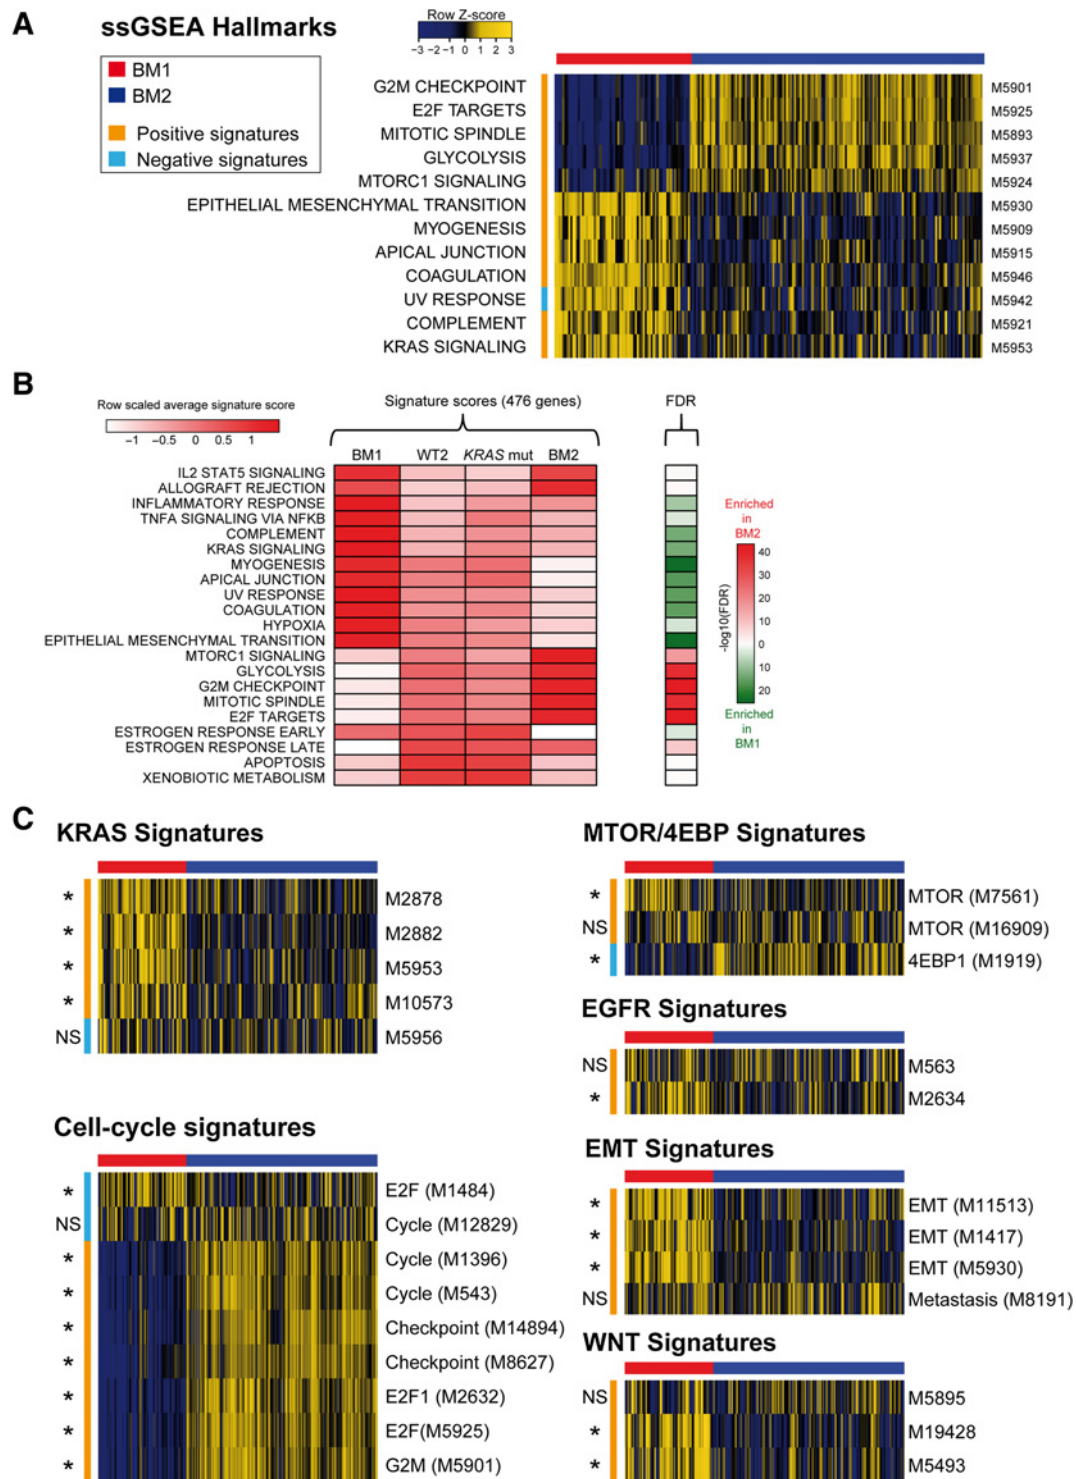 A
ssGSEA Hallmarks
BM1
BM2
Positive signatures
Negative signatures
Row Z-score
−3 −2 −1 0 1 2 3
G2M CHECKPOINT M5901
E2F TARGETS M5925
MITOTIC SPINDLE M5893
GLYCOLYSIS M5937
MTORC1 SIGNALING M5924
EPITHELIAL MESENCHYMAL TRANSITION M5930
MYOGENESIS M5909
APICAL JUNCTION M5915
COAGULATION M5946
UV RESPONSE M5942
COMPLEMENT M5921
KRAS SIGNALING M5953
B
Row scaled average signature score
−1 −0.5 0 0.5 1
Signature scores (476 genes)
FDR
BM1 WT2 KRAS mut BM2
IL2 STAT5 SIGNALING
ALLOGRAFT REJECTION
INFLAMMATORY RESPONSE
TNFA SIGNALING VIA NFKB
COMPLEMENT
KRAS SIGNALING
MYOGENESIS
APICAL JUNCTION
UV RESPONSE
COAGULATION
HYPOXIA
EPITHELIAL MESENCHYMAL TRANSITION
MTORC1 SIGNALING
GLYCOLYSIS
G2M CHECKPOINT
MITOTIC SPINDLE
E2F TARGETS
ESTROGEN RESPONSE EARLY
ESTROGEN RESPONSE LATE
APOPTOSIS
XENOBIOTIC METABOLISM
Enriched
in
BM2
-log10(FDR)
40
30
20
10
0
10
20
Enriched
in
BM1
C
KRAS Signatures
* M2878
* M2882
* M5953
* M10573
NS M5956
Cell-cycle signatures
* E2F (M1484)
NS Cycle (M12829)
* Cycle (M1396)
* Cycle (M543)
* Checkpoint (M14894)
* Checkpoint (M8627)
* E2F1 (M2632)
* E2F(M5925)
* G2M (M5901)
MTOR/4EBP Signatures
* MTOR (M7561)
NS MTOR (M16909)
* 4EBP1 (M1919)
EGFR Signatures
NS M563
* M2634
EMT Signatures
* EMT (M11513)
* EMT (M1417)
* EMT (M5930)
NS Metastasis (M8191)
WNT Signatures
NS M5895
* M19428
* M5493